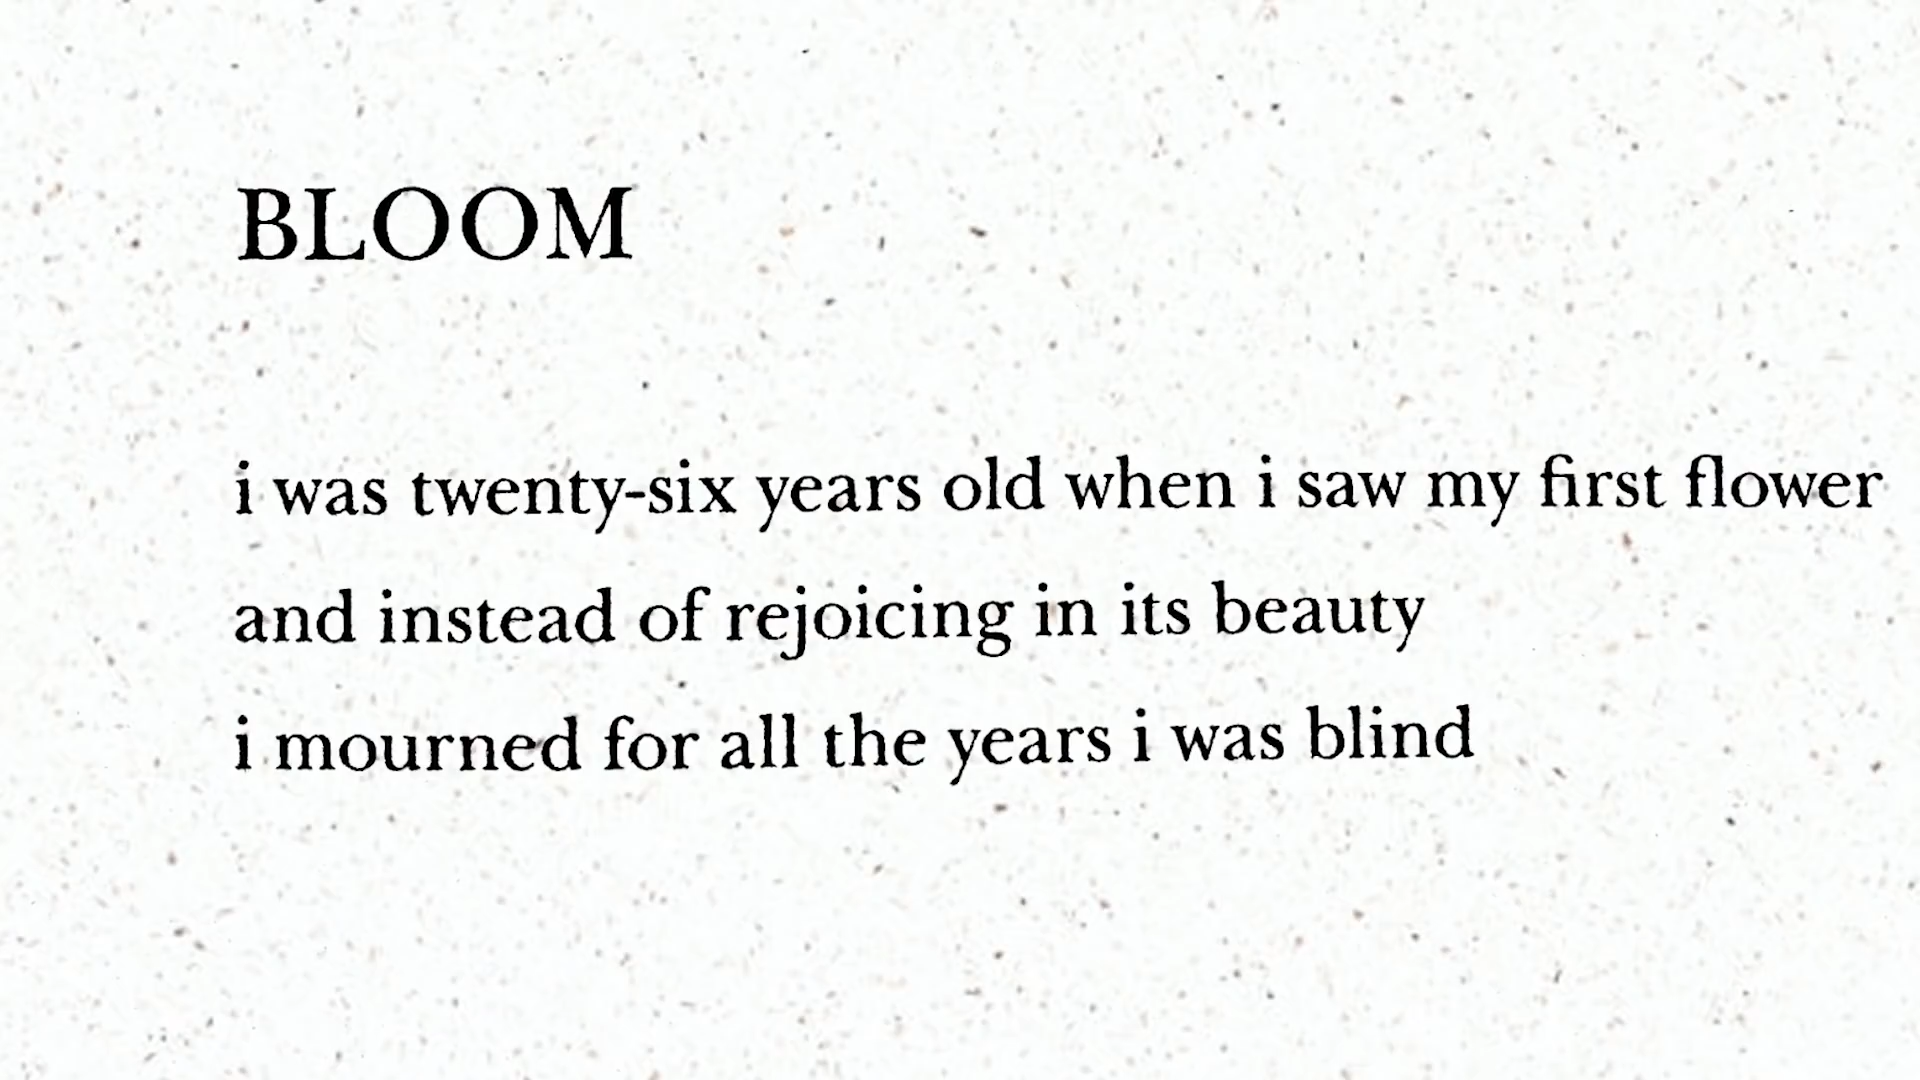 BLOOM
i was twenty-six years old when i saw my first flower
and instead of rejoicing in its beauty
i mourned for all the years i was blind